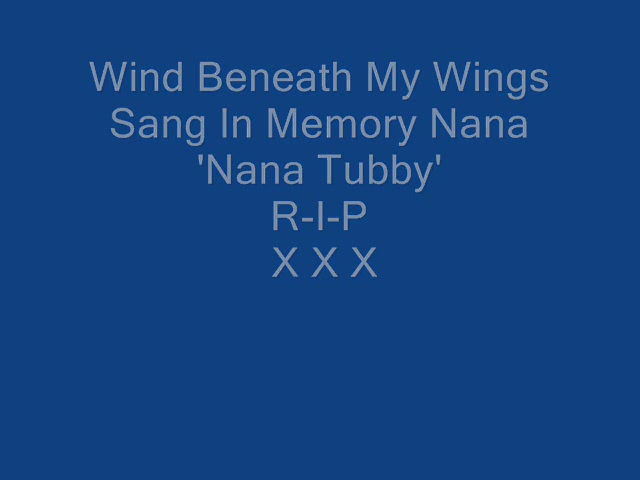 Wind Beneath My Wings
Sang In Memory Nana
'Nana Tubby'
R-I-P
X X X